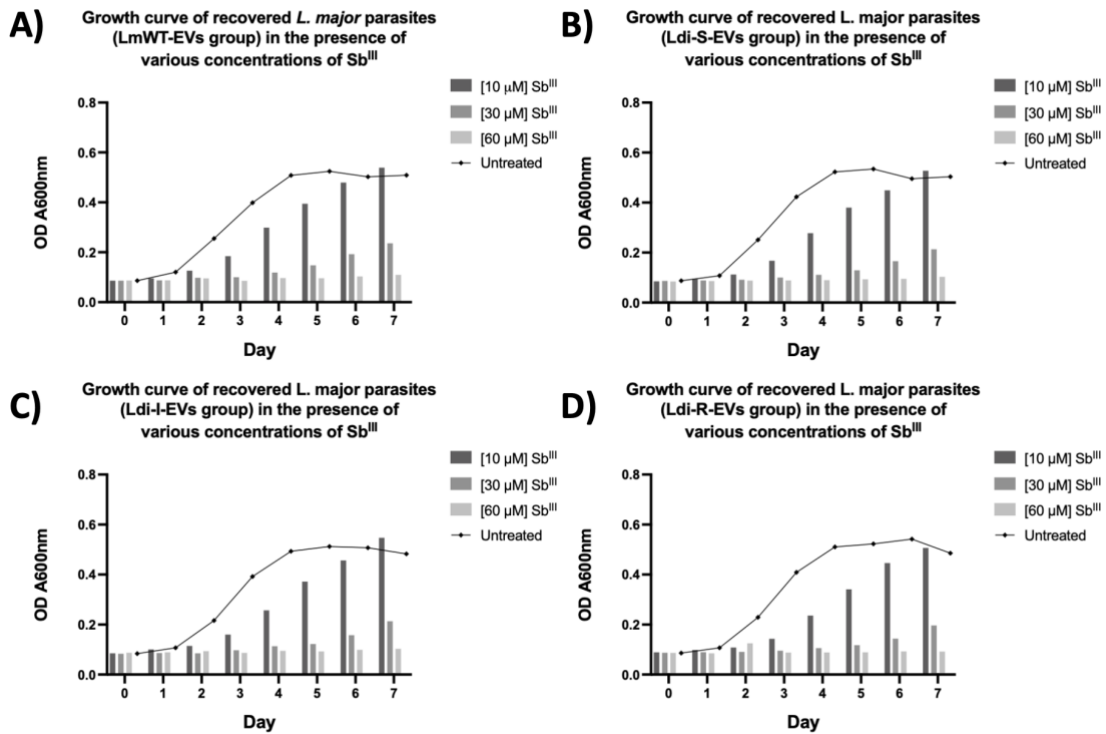 A)
Growth curve of recovered L. major parasites
(LmWT-EVs group) in the presence of
various concentrations of Sbᴵᴵᴵ
[10 µM] Sbᴵᴵᴵ
[30 µM] Sbᴵᴵᴵ
[60 µM] Sbᴵᴵᴵ
Untreated
OD A600nm
0.8
0.6
0.4
0.2
0.0
0 1 2 3 4 5 6 7
Day
B)
Growth curve of recovered L. major parasites
(Ldi-S-EVs group) in the presence of
various concentrations of Sbᴵᴵᴵ
[10 µM] Sbᴵᴵᴵ
[30 µM] Sbᴵᴵᴵ
[60 µM] Sbᴵᴵᴵ
Untreated
OD A600nm
0.8
0.6
0.4
0.2
0.0
0 1 2 3 4 5 6 7
Day
C)
Growth curve of recovered L. major parasites
(Ldi-I-EVs group) in the presence of
various concentrations of Sbᴵᴵᴵ
[10 µM] Sbᴵᴵᴵ
[30 µM] Sbᴵᴵᴵ
[60 µM] Sbᴵᴵᴵ
Untreated
OD A600nm
0.8
0.6
0.4
0.2
0.0
0 1 2 3 4 5 6 7
Day
D)
Growth curve of recovered L. major parasites
(Ldi-R-EVs group) in the presence of
various concentrations of Sbᴵᴵᴵ
[10 µM] Sbᴵᴵᴵ
[30 µM] Sbᴵᴵᴵ
[60 µM] Sbᴵᴵᴵ
Untreated
OD A600nm
0.8
0.6
0.4
0.2
0.0
0 1 2 3 4 5 6 7
Day